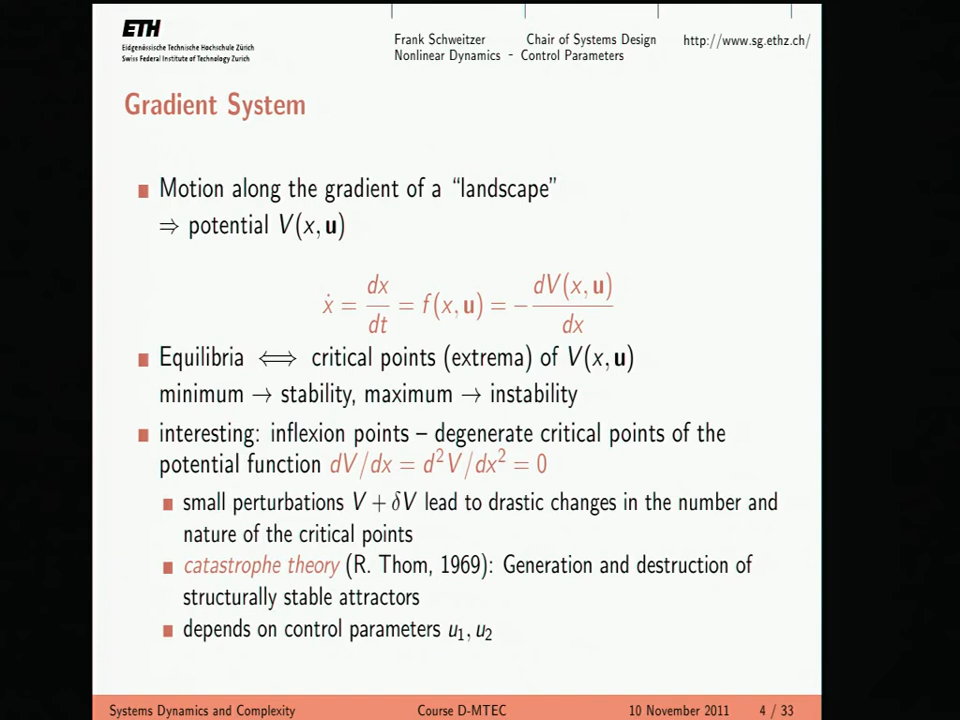 ETH
Eidgenössische Technische Hochschule Zürich
Swiss Federal Institute of Technology Zurich
Frank Schweitzer Chair of Systems Design http://www.sg.ethz.ch/
Nonlinear Dynamics - Control Parameters
Gradient System
Motion along the gradient of a “landscape”
⇒ potential V(x, u)
ẋ = dx/dt = f(x, u) = − dV(x, u)/dx
Equilibria ⟺ critical points (extrema) of V(x, u)
minimum → stability, maximum → instability
interesting: inflexion points – degenerate critical points of the
potential function dV/dx = d²V/dx² = 0
small perturbations V + δV lead to drastic changes in the number and
nature of the critical points
catastrophe theory (R. Thom, 1969): Generation and destruction of
structurally stable attractors
depends on control parameters u₁, u₂
Systems Dynamics and Complexity Course D-MTEC 10 November 2011 4 / 33